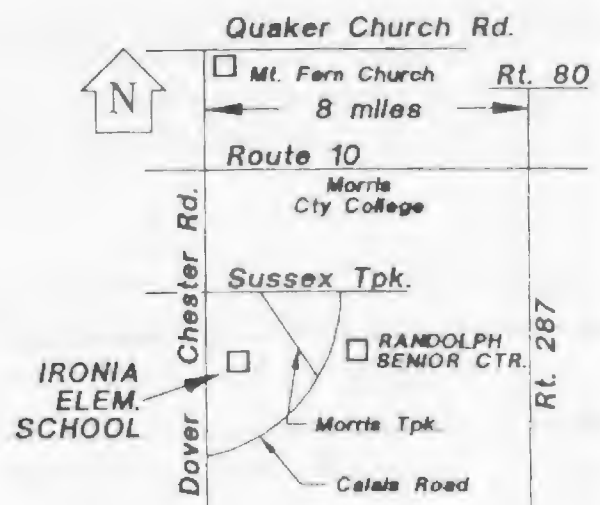 Quaker Church Rd.
N
Mt. Fern Church
Rt. 80
8 miles
Route 10
Morris
Cty College
Dover Chester Rd.
Sussex Tpk.
Rt. 287
RANDOLPH
SENIOR CTR.
IRONIA
ELEM.
SCHOOL
Morris Tpk.
Calais Road